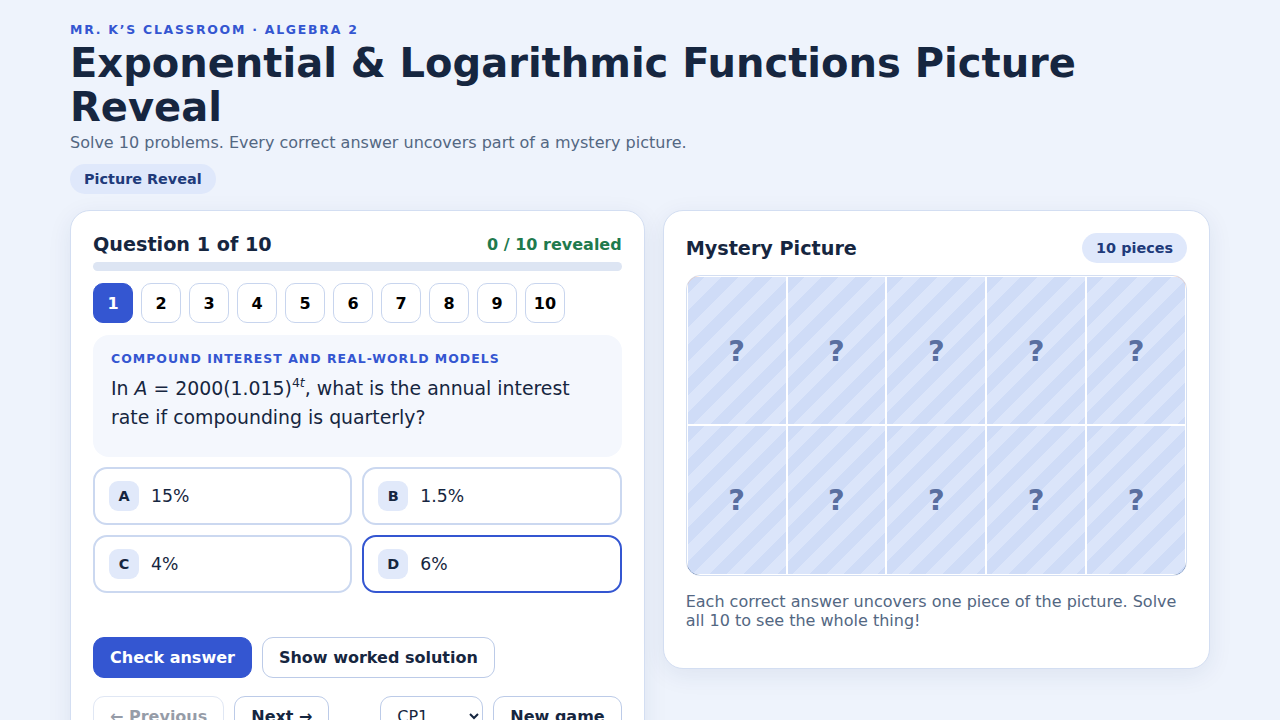 MR. K’S CLASSROOM · ALGEBRA 2
Exponential & Logarithmic Functions Picture
Reveal
Solve 10 problems. Every correct answer uncovers part of a mystery picture.
Picture Reveal
Question 1 of 10
0 / 10 revealed
1 2 3 4 5 6 7 8 9 10
COMPOUND INTEREST AND REAL-WORLD MODELS
In A = 2000(1.015)^{4t}, what is the annual interest
rate if compounding is quarterly?
A 15%
B 1.5%
C 4%
D 6%
Check answer
Show worked solution
← Previous
Next →
CP1
New game
Mystery Picture
10 pieces
? ? ? ? ?
? ? ? ? ?
Each correct answer uncovers one piece of the picture. Solve
all 10 to see the whole thing!